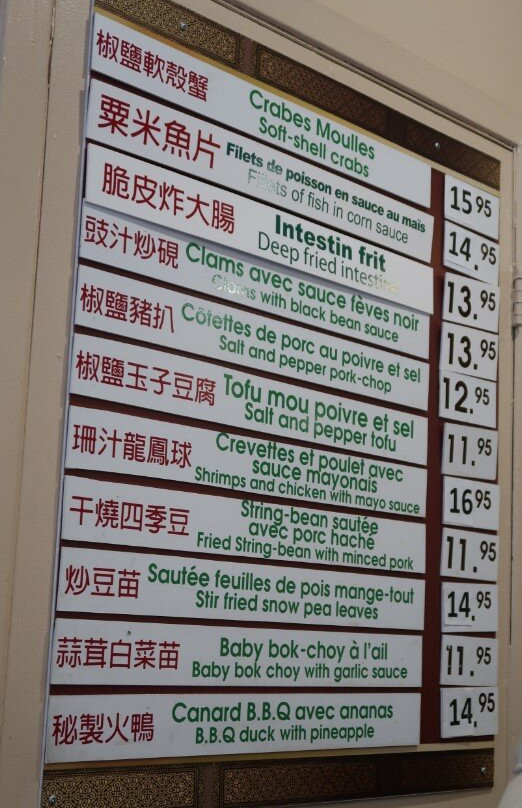 椒鹽軟殼蟹
Crabes Moulles
Soft-shell crabs
15.95
粟米魚片
Filets de poisson en sauce au maïs
Fillets of fish in corn sauce
14.95
脆皮炸大腸
Intestin frit
Deep fried intestine
13.95
豉汁炒硯
Clams avec sauce fèves noir
Clams with black bean sauce
13.95
椒鹽豬扒
Côtettes de porc au poivre et sel
Salt and pepper pork-chop
12.95
椒鹽玉子豆腐
Tofu mou poivre et sel
Salt and pepper tofu
11.95
珊汁龍鳳球
Crevettes et poulet avec
sauce mayonais
Shrimps and chicken with mayo sauce
16.95
干燒四季豆
String-bean sautée
avec porc haché
Fried String-bean with minced pork
11.95
炒豆苗
Sautée feuilles de pois mange-tout
Stir fried snow pea leaves
14.95
蒜茸白菜苗
Baby bok-choy à l'ail
Baby bok choy with garlic sauce
11.95
秘製火鴨
Canard B.B.Q avec ananas
B.B.Q duck with pineapple
14.95